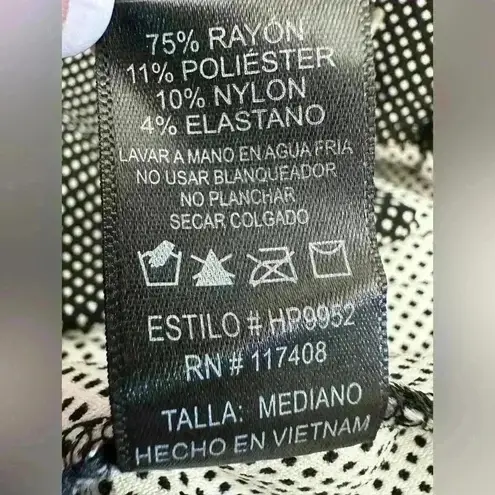 75% RAYÓN
11% POLIÉSTER
10% NYLON
4% ELASTANO
LAVAR A MANO EN AGUA FRIA
NO USAR BLANQUEADOR
NO PLANCHAR
SECAR COLGADO
ESTILO # HP9952
RN # 117408
TALLA: MEDIANO
HECHO EN VIETNAM